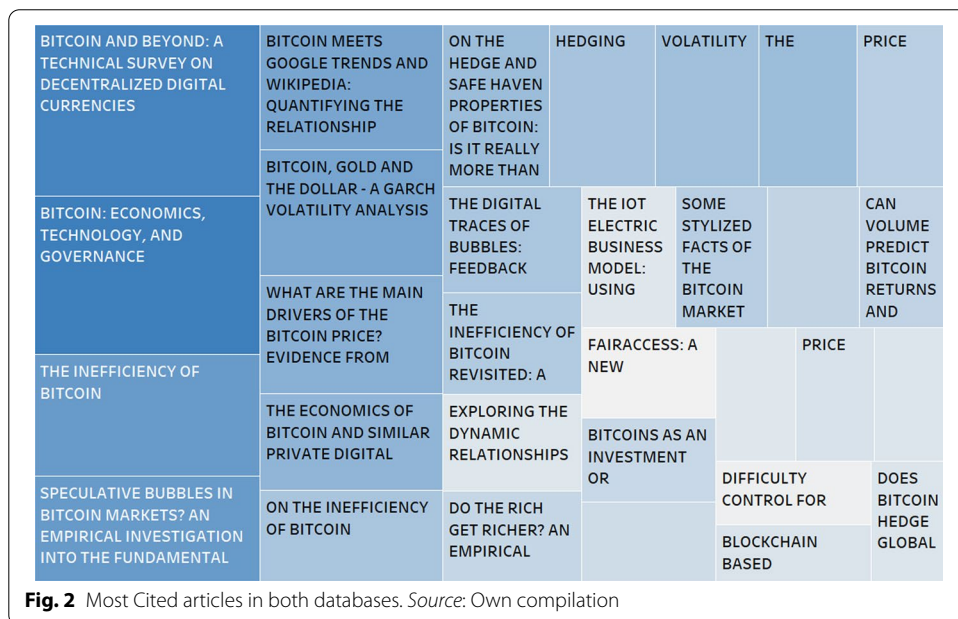 BITCOIN AND BEYOND: A
TECHNICAL SURVEY ON
DECENTRALIZED DIGITAL
CURRENCIES
BITCOIN: ECONOMICS,
TECHNOLOGY, AND
GOVERNANCE
THE INEFFICIENCY OF
BITCOIN
SPECULATIVE BUBBLES IN
BITCOIN MARKETS? AN
EMPIRICAL INVESTIGATION
INTO THE FUNDAMENTAL
BITCOIN MEETS
GOOGLE TRENDS AND
WIKIPEDIA:
QUANTIFYING THE
RELATIONSHIP
BITCOIN, GOLD AND
THE DOLLAR - A GARCH
VOLATILITY ANALYSIS
WHAT ARE THE MAIN
DRIVERS OF THE
BITCOIN PRICE?
EVIDENCE FROM
THE ECONOMICS OF
BITCOIN AND SIMILAR
PRIVATE DIGITAL
ON THE INEFFICIENCY
OF BITCOIN
ON THE
HEDGE AND
SAFE HAVEN
PROPERTIES
OF BITCOIN:
IS IT REALLY
MORE THAN
HEDGING
VOLATILITY
THE
PRICE
THE DIGITAL
TRACES OF
BUBBLES:
FEEDBACK
THE IOT
ELECTRIC
BUSINESS
MODEL:
USING
SOME
STYLIZED
FACTS OF
THE
BITCOIN
MARKET
CAN
VOLUME
PREDICT
BITCOIN
RETURNS
AND
THE
INEFFICIENCY OF
BITCOIN
REVISITED: A
FAIRACCESS: A
NEW
PRICE
EXPLORING THE
DYNAMIC
RELATIONSHIPS
BITCOINS AS AN
INVESTMENT
OR
DO THE RICH
GET RICHER? AN
EMPIRICAL
DIFFICULTY
CONTROL FOR
BLOCKCHAIN
BASED
DOES
BITCOIN
HEDGE
GLOBAL
Fig. 2 Most Cited articles in both databases. Source: Own compilation